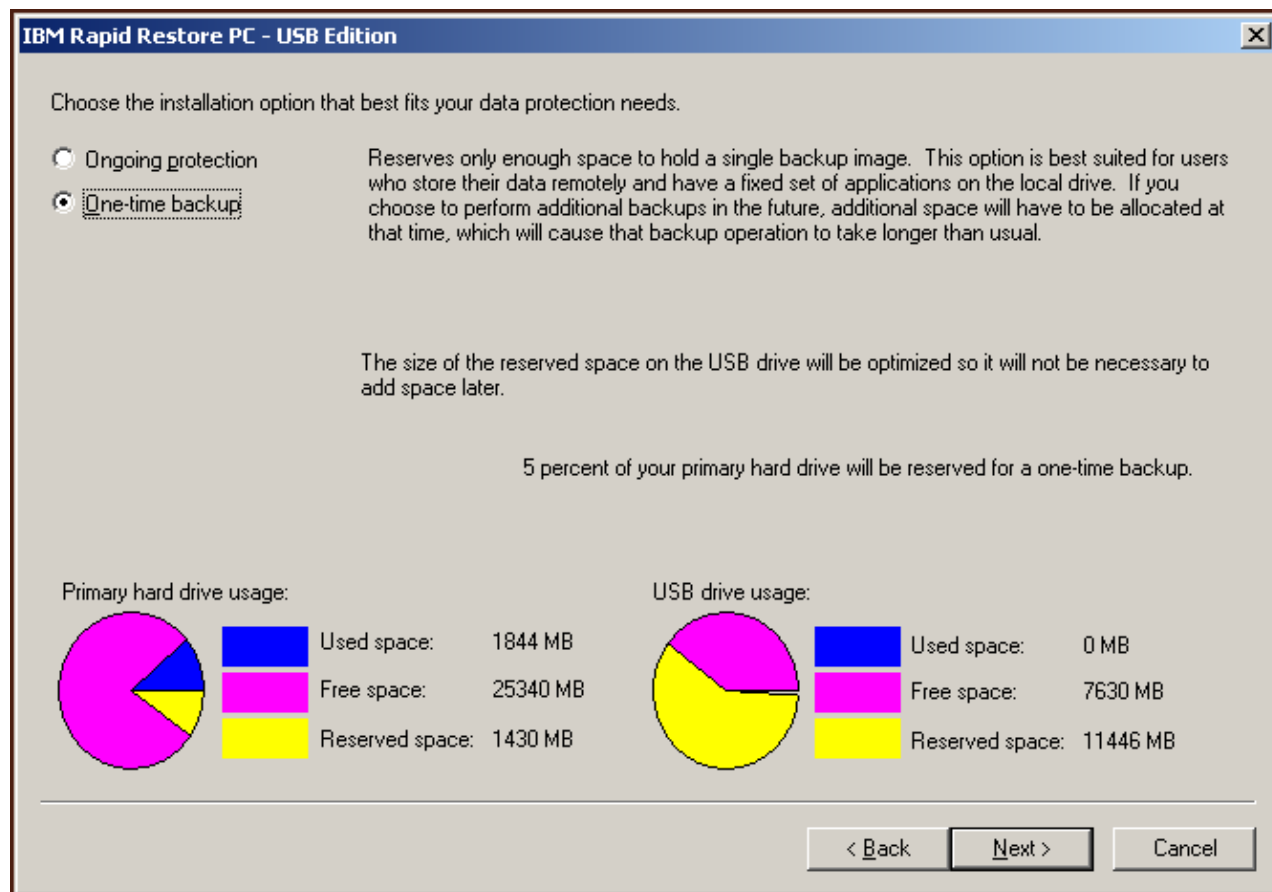 IBM Rapid Restore PC - USB Edition
Choose the installation option that best fits your data protection needs.
Ongoing protection
One-time backup
Reserves only enough space to hold a single backup image.  This option is best suited for users
who store their data remotely and have a fixed set of applications on the local drive.  If you
choose to perform additional backups in the future, additional space will have to be allocated at
that time, which will cause that backup operation to take longer than usual.
The size of the reserved space on the USB drive will be optimized so it will not be necessary to
add space later.
5 percent of your primary hard drive will be reserved for a one-time backup.
Primary hard drive usage:
Used space: 1844 MB
Free space: 25340 MB
Reserved space: 1430 MB
USB drive usage:
Used space: 0 MB
Free space: 7630 MB
Reserved space: 11446 MB
< Back
Next >
Cancel